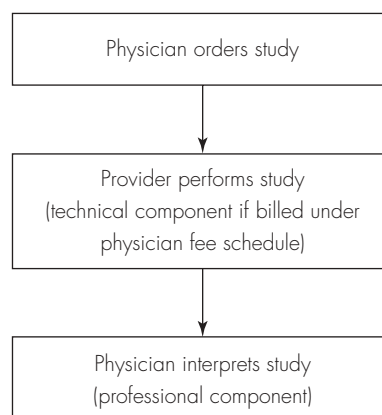 Physician orders study
Provider performs study
(technical component if billed under
physician fee schedule)
Physician interprets study
(professional component)